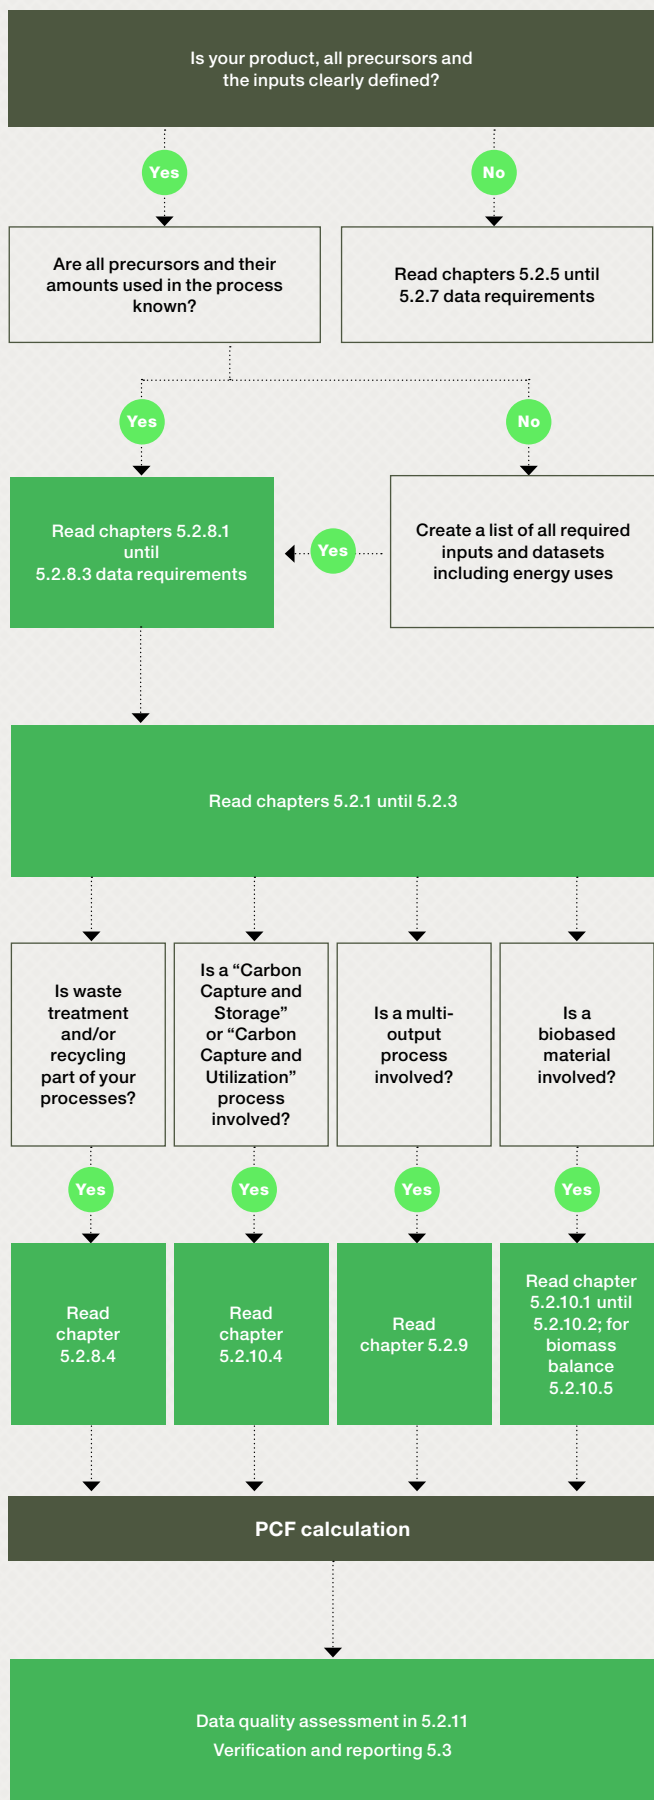 Is your product, all precursors and
the inputs clearly defined?
Yes
No
Are all precursors and their
amounts used in the process
known?
Read chapters 5.2.5 until
5.2.7 data requirements
Yes
No
Read chapters 5.2.8.1
until
5.2.8.3 data requirements
Yes
Create a list of all required
inputs and datasets
including energy uses
Read chapters 5.2.1 until 5.2.3
Is waste
treatment
and/or
recycling
part of your
processes?
Is a “Carbon
Capture and
Storage”
or “Carbon
Capture and
Utilization”
process
involved?
Is a multi-
output
process
involved?
Is a
biobased
material
involved?
Yes
Yes
Yes
Yes
Read
chapter
5.2.8.4
Read
chapter
5.2.10.4
Read
chapter 5.2.9
Read chapter
5.2.10.1 until
5.2.10.2; for
biomass
balance
5.2.10.5
PCF calculation
Data quality assessment in 5.2.11
Verification and reporting 5.3